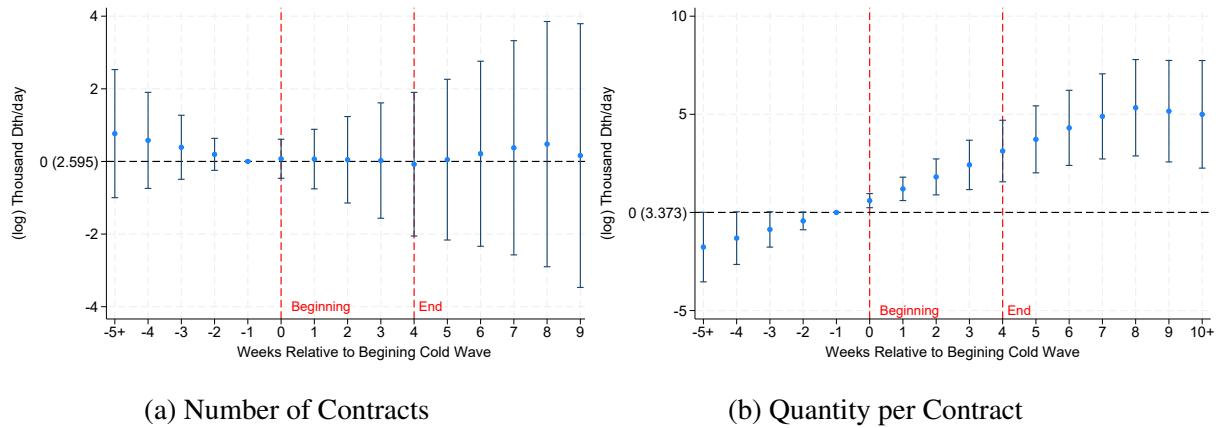 (log) Thousand Dth/day
4
2
0 (2.595)
-2
-4
Beginning
End
-5+ -4 -3 -2 -1 0 1 2 3 4 5 6 7 8 9
Weeks Relative to Begining Cold Wave
(a) Number of Contracts
(log) Thousand Dth/day
10
5
0 (3.373)
-5
Beginning
End
-5+ -4 -3 -2 -1 0 1 2 3 4 5 6 7 8 9 10+
Weeks Relative to Begining Cold Wave
(b) Quantity per Contract